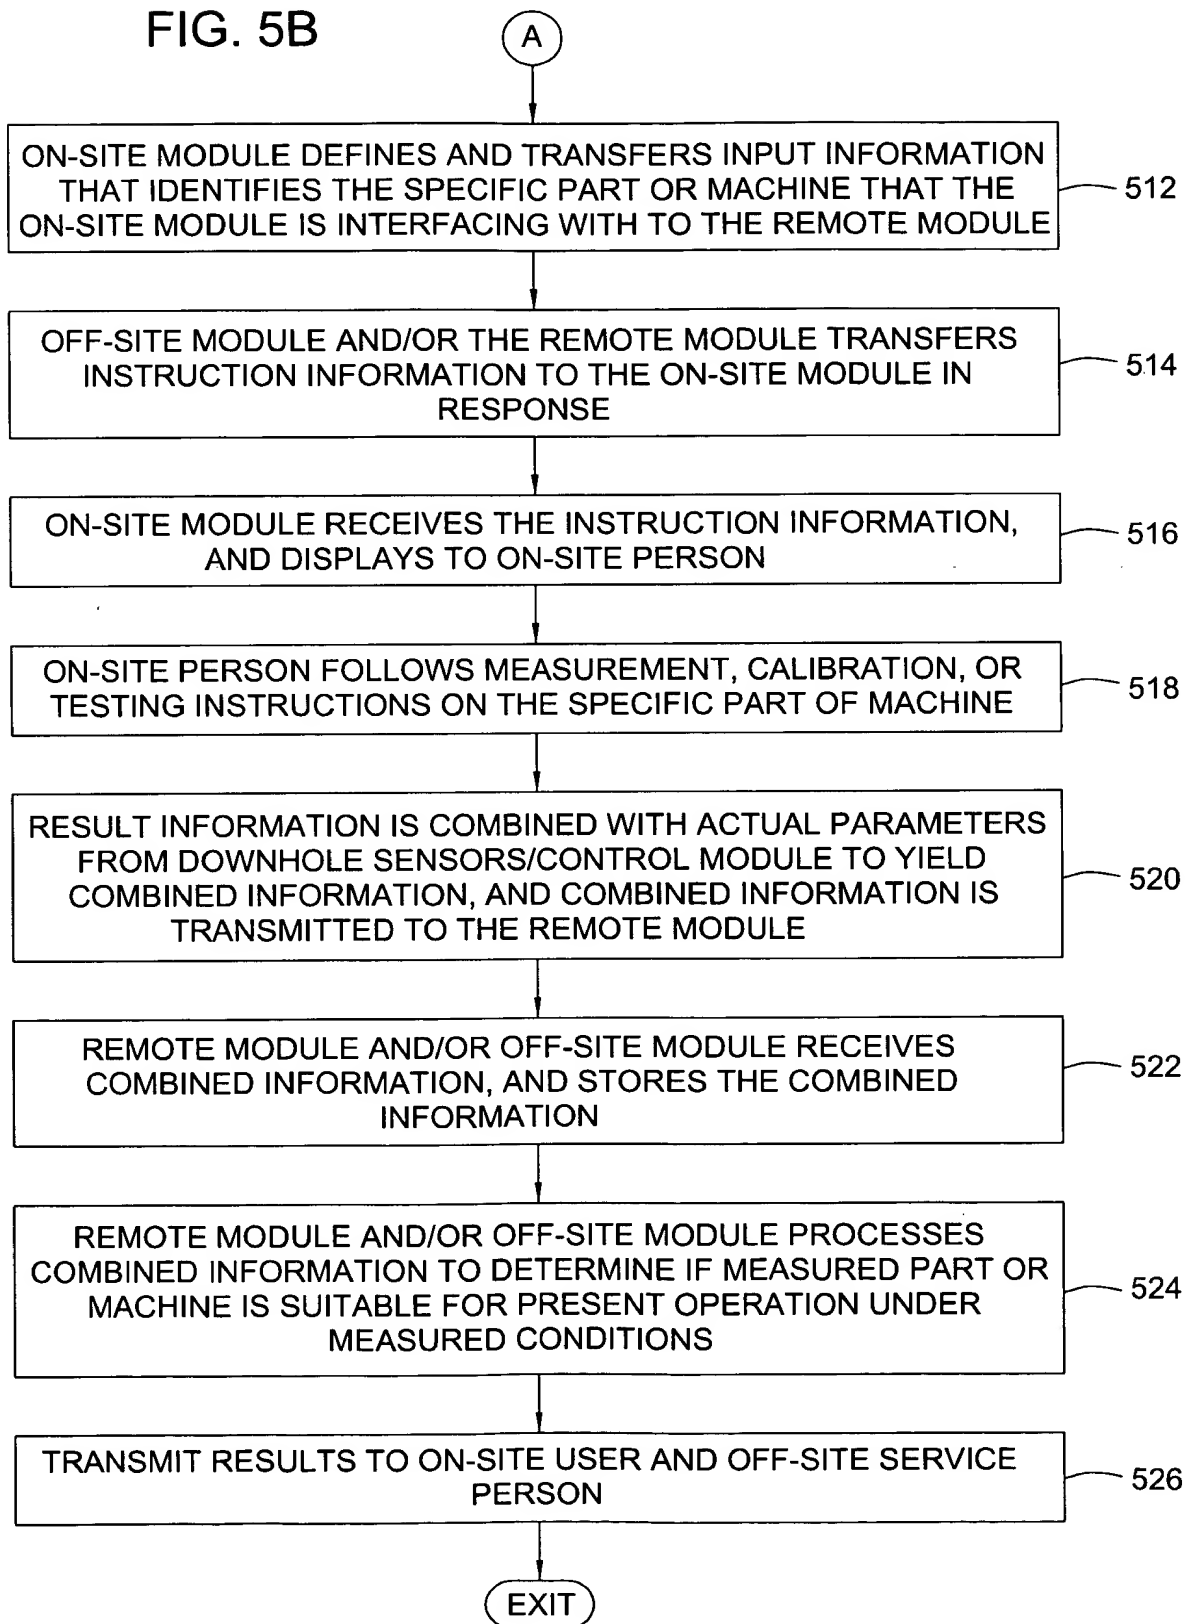 FIG. 5B
A
ON-SITE MODULE DEFINES AND TRANSFERS INPUT INFORMATION
THAT IDENTIFIES THE SPECIFIC PART OR MACHINE THAT THE
ON-SITE MODULE IS INTERFACING WITH TO THE REMOTE MODULE
512
OFF-SITE MODULE AND/OR THE REMOTE MODULE TRANSFERS
INSTRUCTION INFORMATION TO THE ON-SITE MODULE IN
RESPONSE
514
ON-SITE MODULE RECEIVES THE INSTRUCTION INFORMATION,
AND DISPLAYS TO ON-SITE PERSON
516
ON-SITE PERSON FOLLOWS MEASUREMENT, CALIBRATION, OR
TESTING INSTRUCTIONS ON THE SPECIFIC PART OF MACHINE
518
RESULT INFORMATION IS COMBINED WITH ACTUAL PARAMETERS
FROM DOWNHOLE SENSORS/CONTROL MODULE TO YIELD
COMBINED INFORMATION, AND COMBINED INFORMATION IS
TRANSMITTED TO THE REMOTE MODULE
520
REMOTE MODULE AND/OR OFF-SITE MODULE RECEIVES
COMBINED INFORMATION, AND STORES THE COMBINED
INFORMATION
522
REMOTE MODULE AND/OR OFF-SITE MODULE PROCESSES
COMBINED INFORMATION TO DETERMINE IF MEASURED PART OR
MACHINE IS SUITABLE FOR PRESENT OPERATION UNDER
MEASURED CONDITIONS
524
TRANSMIT RESULTS TO ON-SITE USER AND OFF-SITE SERVICE
PERSON
526
EXIT